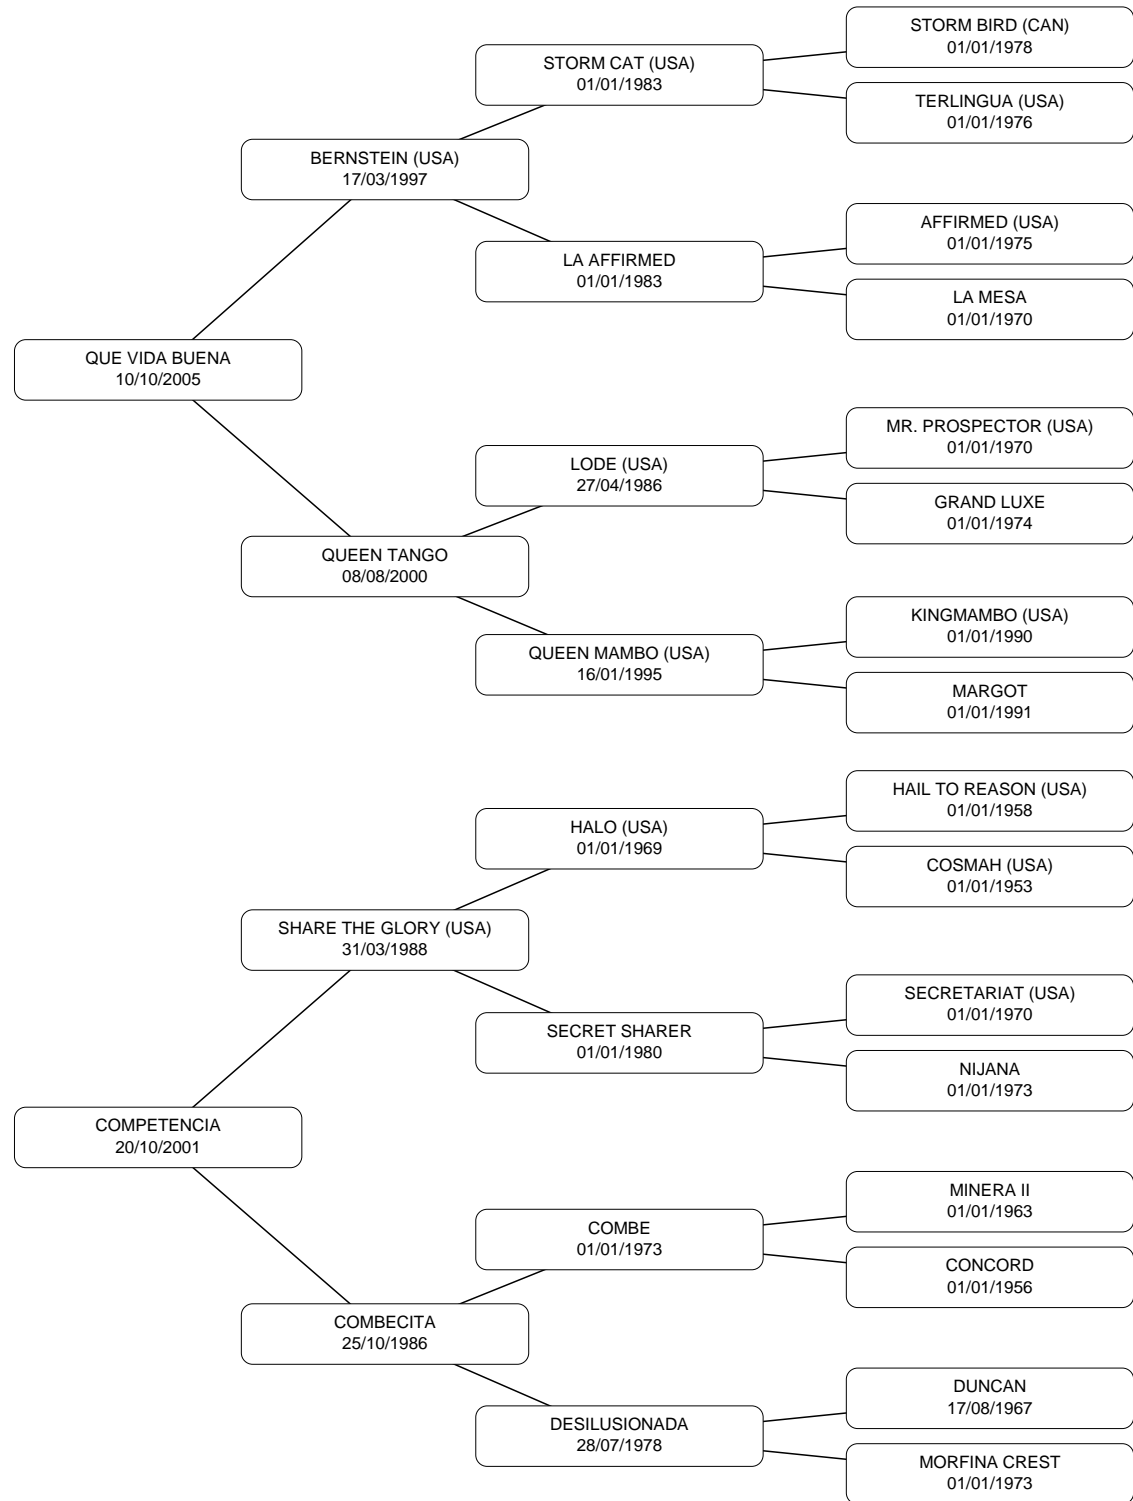 STORM BIRD (CAN)
01/01/1978
STORM CAT (USA)
01/01/1983
TERLINGUA (USA)
01/01/1976
BERNSTEIN (USA)
17/03/1997
AFFIRMED (USA)
01/01/1975
LA AFFIRMED
01/01/1983
LA MESA
01/01/1970
QUE VIDA BUENA
10/10/2005
MR. PROSPECTOR (USA)
01/01/1970
LODE (USA)
27/04/1986
GRAND LUXE
01/01/1974
QUEEN TANGO
08/08/2000
KINGMAMBO (USA)
01/01/1990
QUEEN MAMBO (USA)
16/01/1995
MARGOT
01/01/1991
HAIL TO REASON (USA)
01/01/1958
HALO (USA)
01/01/1969
COSMAH (USA)
01/01/1953
SHARE THE GLORY (USA)
31/03/1988
SECRETARIAT (USA)
01/01/1970
SECRET SHARER
01/01/1980
NIJANA
01/01/1973
COMPETENCIA
20/10/2001
MINERA II
01/01/1963
COMBE
01/01/1973
CONCORD
01/01/1956
COMBECITA
25/10/1986
DUNCAN
17/08/1967
DESILUSIONADA
28/07/1978
MORFINA CREST
01/01/1973